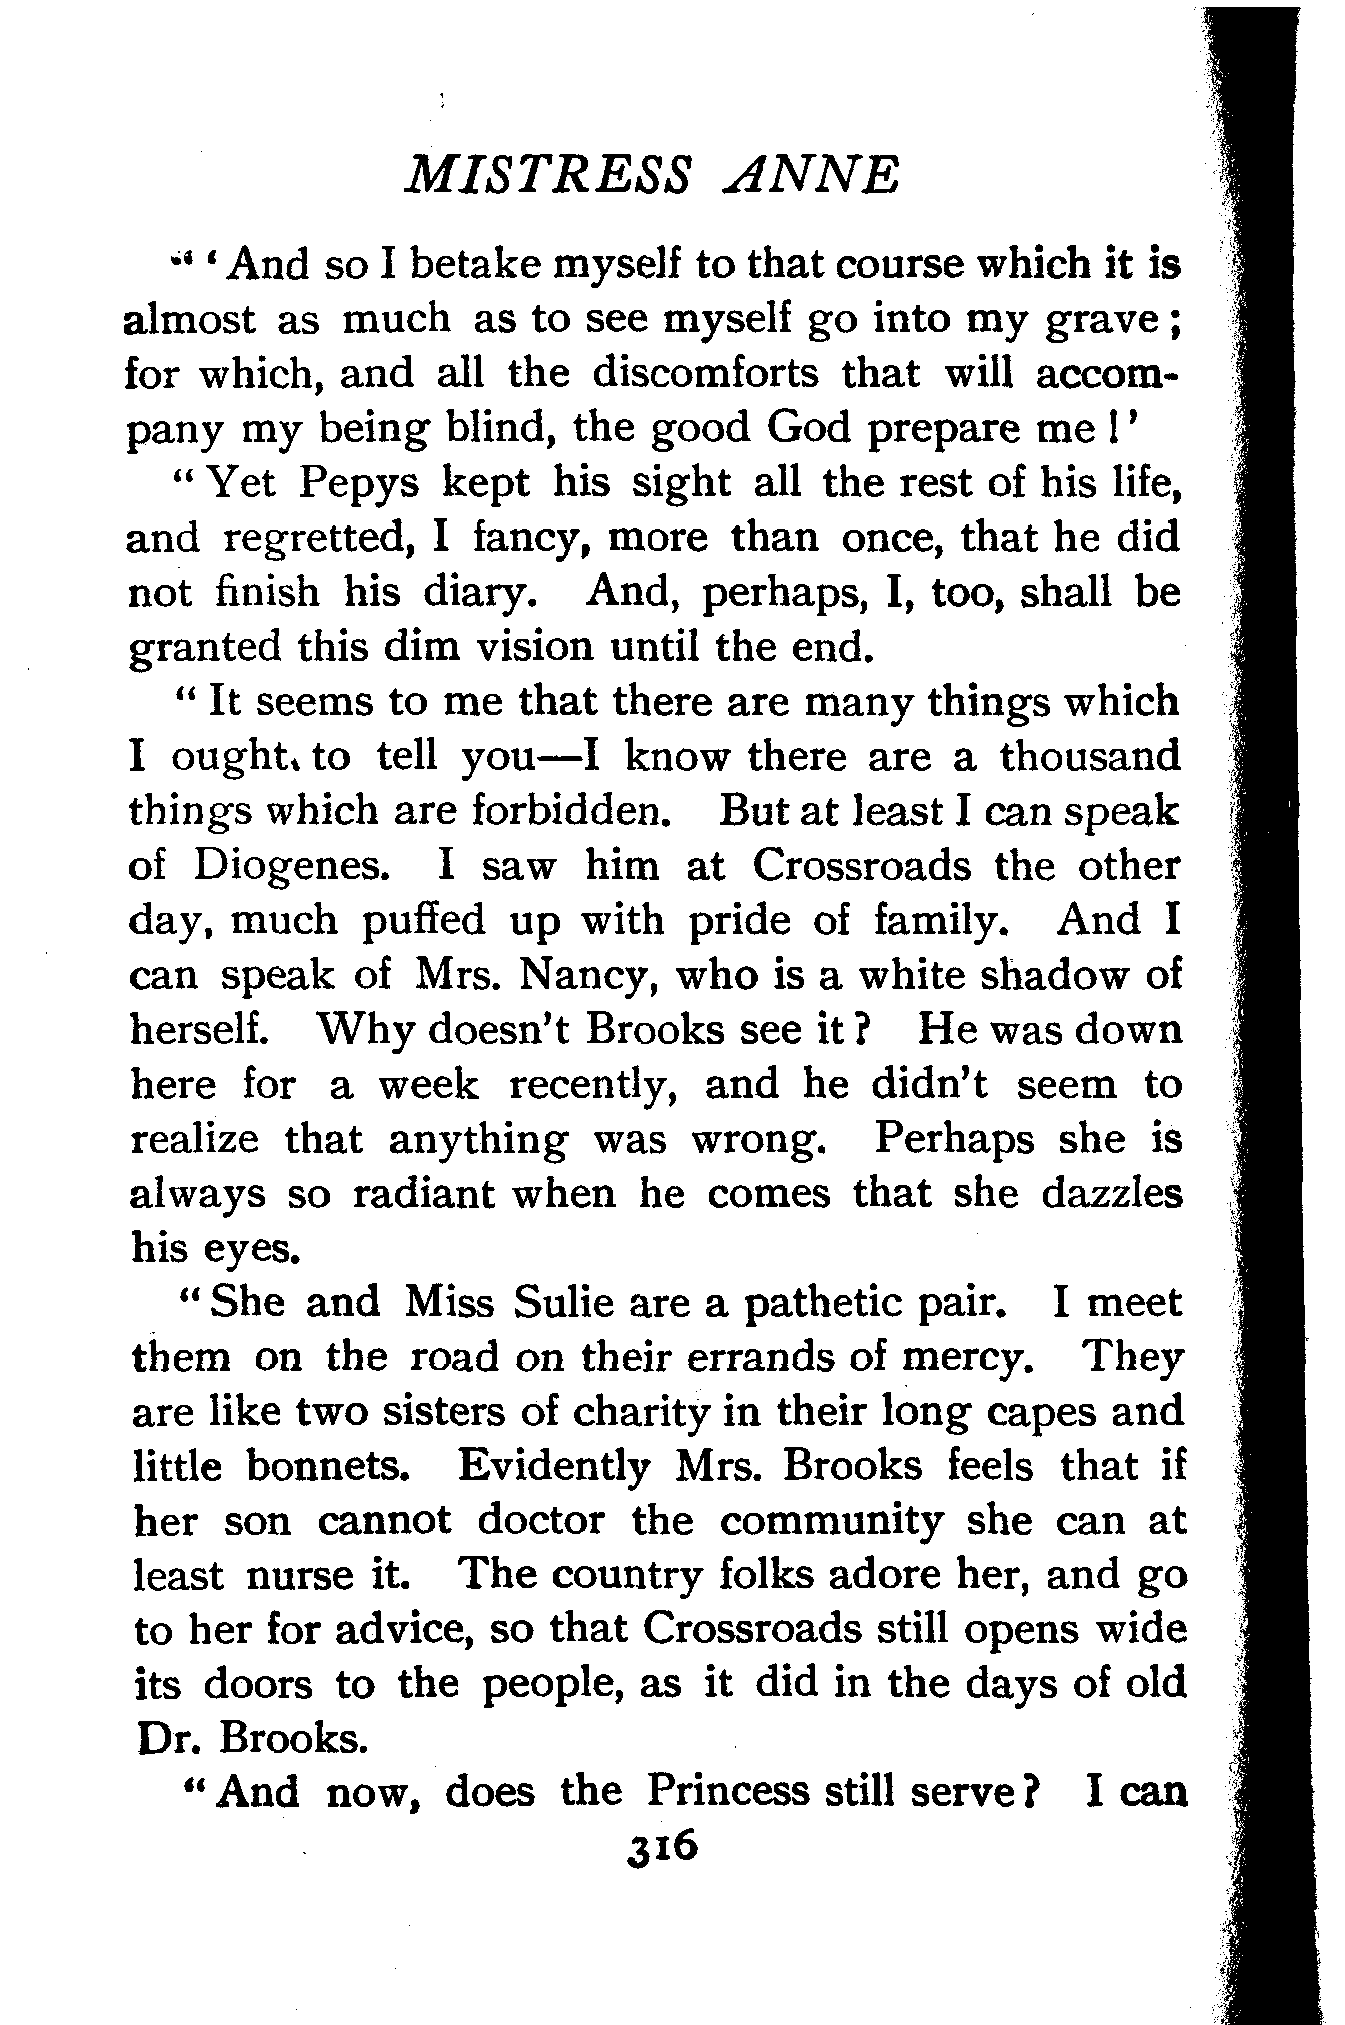 MISTRESS ANNE
“ ‘ And so I betake myself to that course which it is
almost as much as to see myself go into my grave ;
for which, and all the discomforts that will accom-
pany my being blind, the good God prepare me ! ’
“ Yet Pepys kept his sight all the rest of his life,
and regretted, I fancy, more than once, that he did
not finish his diary. And, perhaps, I, too, shall be
granted this dim vision until the end.
“ It seems to me that there are many things which
I ought to tell you—I know there are a thousand
things which are forbidden. But at least I can speak
of Diogenes. I saw him at Crossroads the other
day, much puffed up with pride of family. And I
can speak of Mrs. Nancy, who is a white shadow of
herself. Why doesn’t Brooks see it ? He was down
here for a week recently, and he didn’t seem to
realize that anything was wrong. Perhaps she is
always so radiant when he comes that she dazzles
his eyes.
“ She and Miss Sulie are a pathetic pair. I meet
them on the road on their errands of mercy. They
are like two sisters of charity in their long capes and
little bonnets. Evidently Mrs. Brooks feels that if
her son cannot doctor the community she can at
least nurse it. The country folks adore her, and go
to her for advice, so that Crossroads still opens wide
its doors to the people, as it did in the days of old
Dr. Brooks.
“ And now, does the Princess still serve ? I can
316